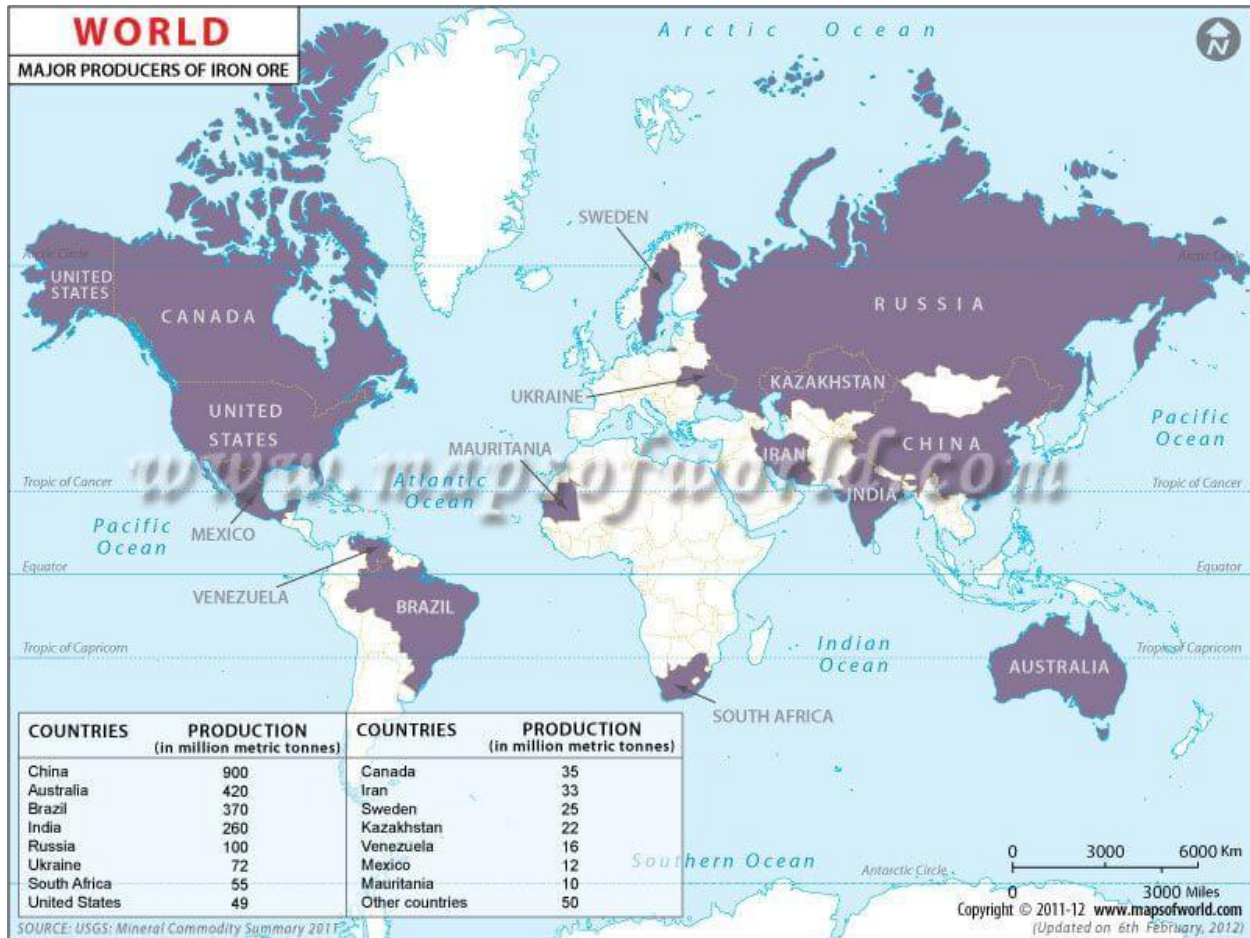 WORLD
MAJOR PRODUCERS OF IRON ORE
Arctic Ocean
N
SWEDEN
Arctic Circle
Arctic Circle
UNITED
STATES
CANADA
RUSSIA
UKRAINE
KAZAKHSTAN
UNITED
STATES
MAURITANIA
IRAN
CHINA
Pacific
Ocean
www.mapsofworld.com
Tropic of Cancer
Atlantic
Ocean
INDIA
Tropic of Cancer
Pacific
Ocean
MEXICO
Equator
Equator
VENEZUELA
BRAZIL
Indian
Ocean
Tropic of Capricorn
Tropic of Capricorn
AUSTRALIA
SOUTH AFRICA
COUNTRIES PRODUCTION COUNTRIES PRODUCTION
(in million metric tonnes) (in million metric tonnes)
China 900 Canada 35
Australia 420 Iran 33
Brazil 370 Sweden 25
India 260 Kazakhstan 22
Russia 100 Venezuela 16
Ukraine 72 Mexico 12
South Africa 55 Mauritania 10
United States 49 Other countries 50
Southern Ocean
0 3000 6000 Km
Antarctic Circle
0 3000 Miles
SOURCE: USGS: Mineral Commodity Summary 2011
Copyright © 2011-12 www.mapsofworld.com
(Updated on 6th February, 2012)